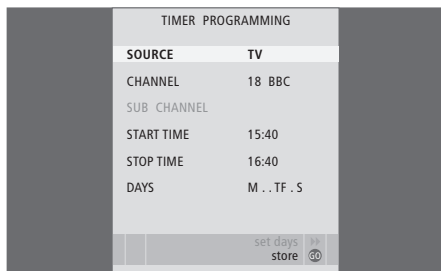 TIMER PROGRAMMING
SOURCE TV
CHANNEL 18 BBC
SUB CHANNEL
START TIME 15:40
STOP TIME 16:40
DAYS M . . TF . S
set days
store GO